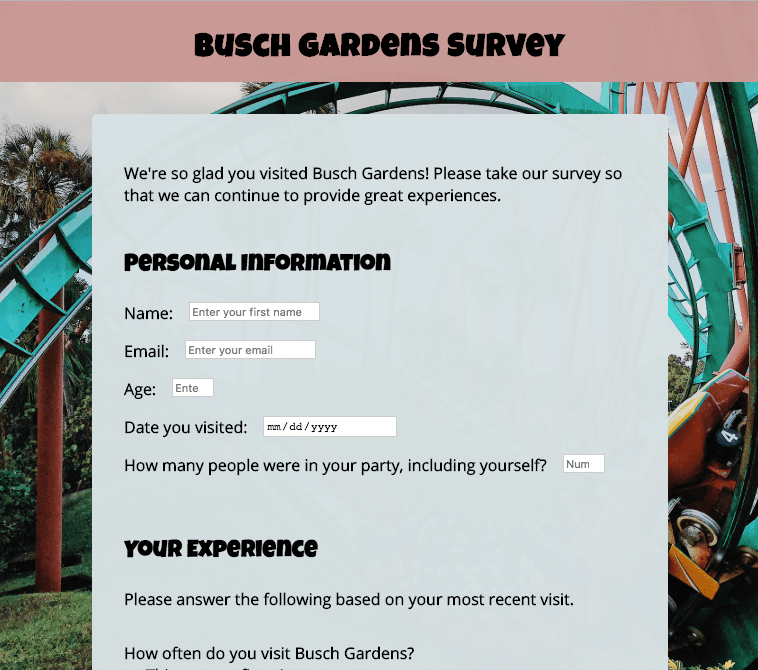 Busch Gardens Survey
We're so glad you visited Busch Gardens! Please take our survey so
that we can continue to provide great experiences.
Personal Information
Name: Enter your first name
Email: Enter your email
Age: Ente
Date you visited: mm/dd/yyyy
How many people were in your party, including yourself? Num
Your Experience
Please answer the following based on your most recent visit.
How often do you visit Busch Gardens?
4